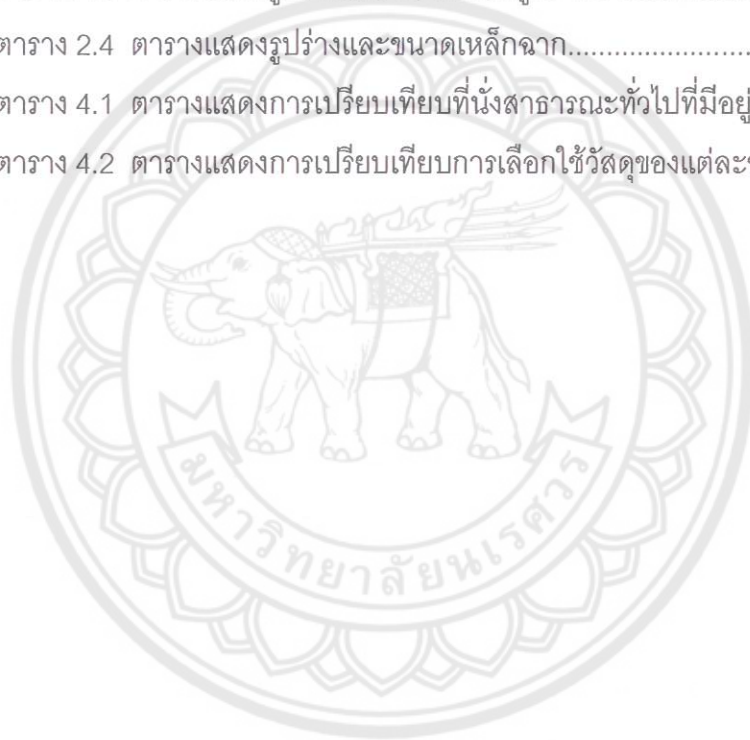 ตาราง 2.4 ตารางแสดงรูปร่างและขนาดเหล็กฉาก........................
ตาราง 4.1 ตารางแสดงการเปรียบเทียบที่นั่งสาธารณะทั่วไปที่มีอยู่
ตาราง 4.2 ตารางแสดงการเปรียบเทียบการเลือกใช้วัสดุของแต่ละ
มหาวิทยาลัยนเรศวร